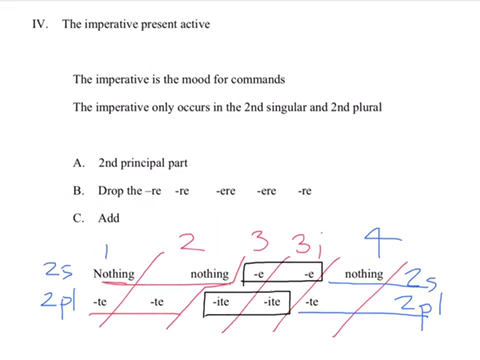 IV. The imperative present active
The imperative is the mood for commands
The imperative only occurs in the 2nd singular and 2nd plural
A. 2nd principal part
B. Drop the –re -re -ere -ere -re
C. Add
1 2 3 3i 4
2s Nothing nothing -e -e nothing 2s
2pl -te -te -ite -ite -te 2pl